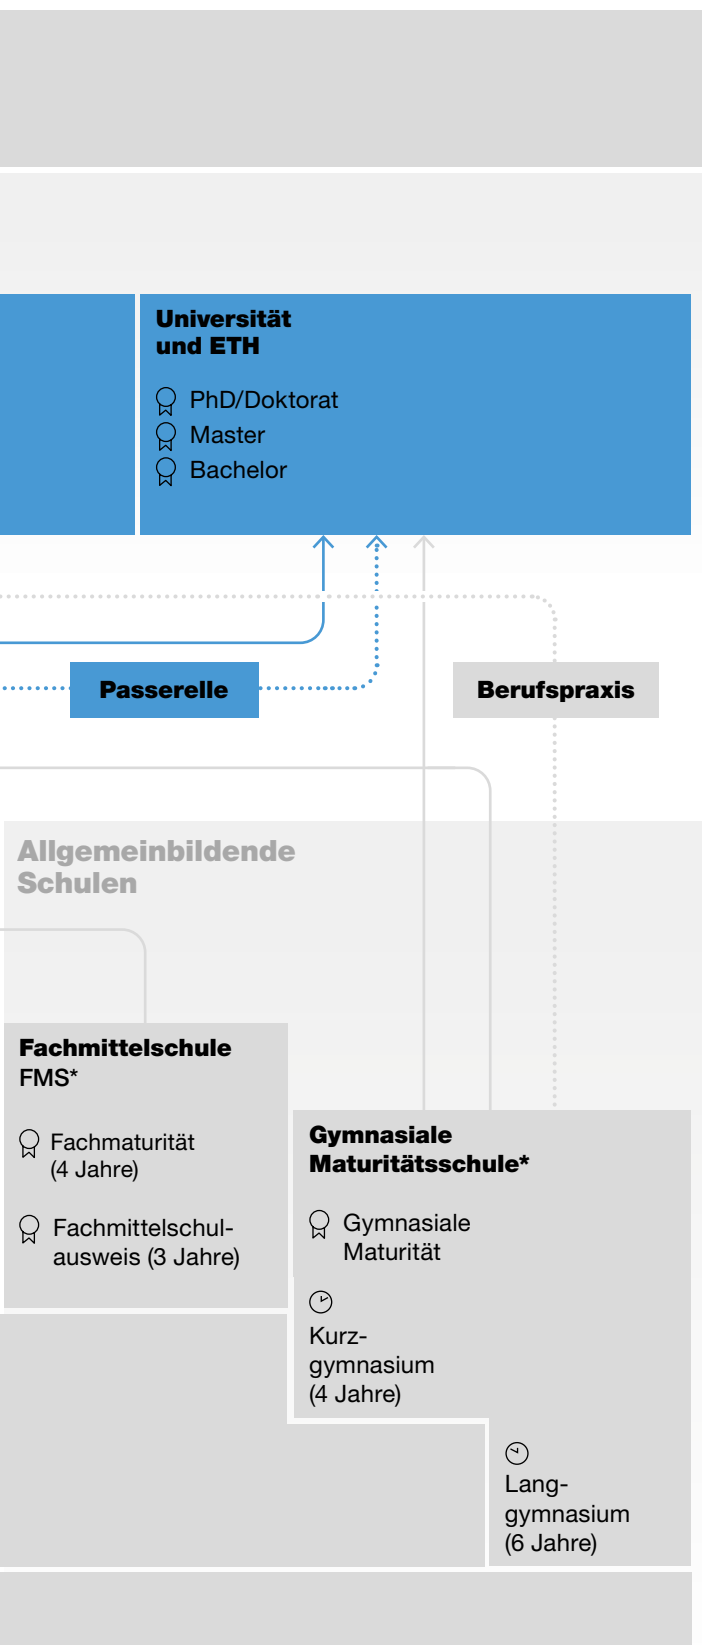 Universität
und ETH
PhD/Doktorat
Master
Bachelor
Passerelle
Berufspraxis
Allgemeinbildende
Schulen
Fachmittelschule
FMS*
Fachmaturität
(4 Jahre)
Fachmittelschul-
ausweis (3 Jahre)
Gymnasiale
Maturitätsschule*
Gymnasiale
Maturität
Kurz-
gymnasium
(4 Jahre)
Lang-
gymnasium
(6 Jahre)